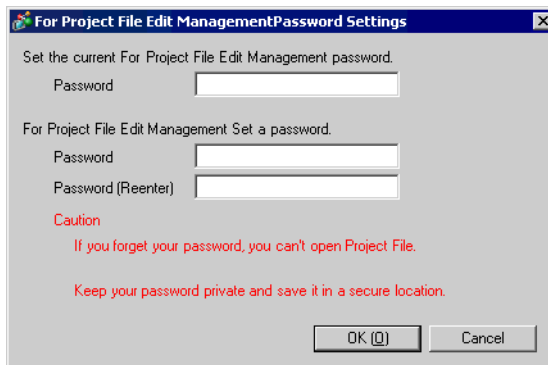 For Project File Edit ManagementPassword Settings
Set the current For Project File Edit Management password.
Password
For Project File Edit Management Set a password.
Password
Password (Reenter)
Caution
If you forget your password, you can't open Project File.
Keep your password private and save it in a secure location.
OK (O) Cancel